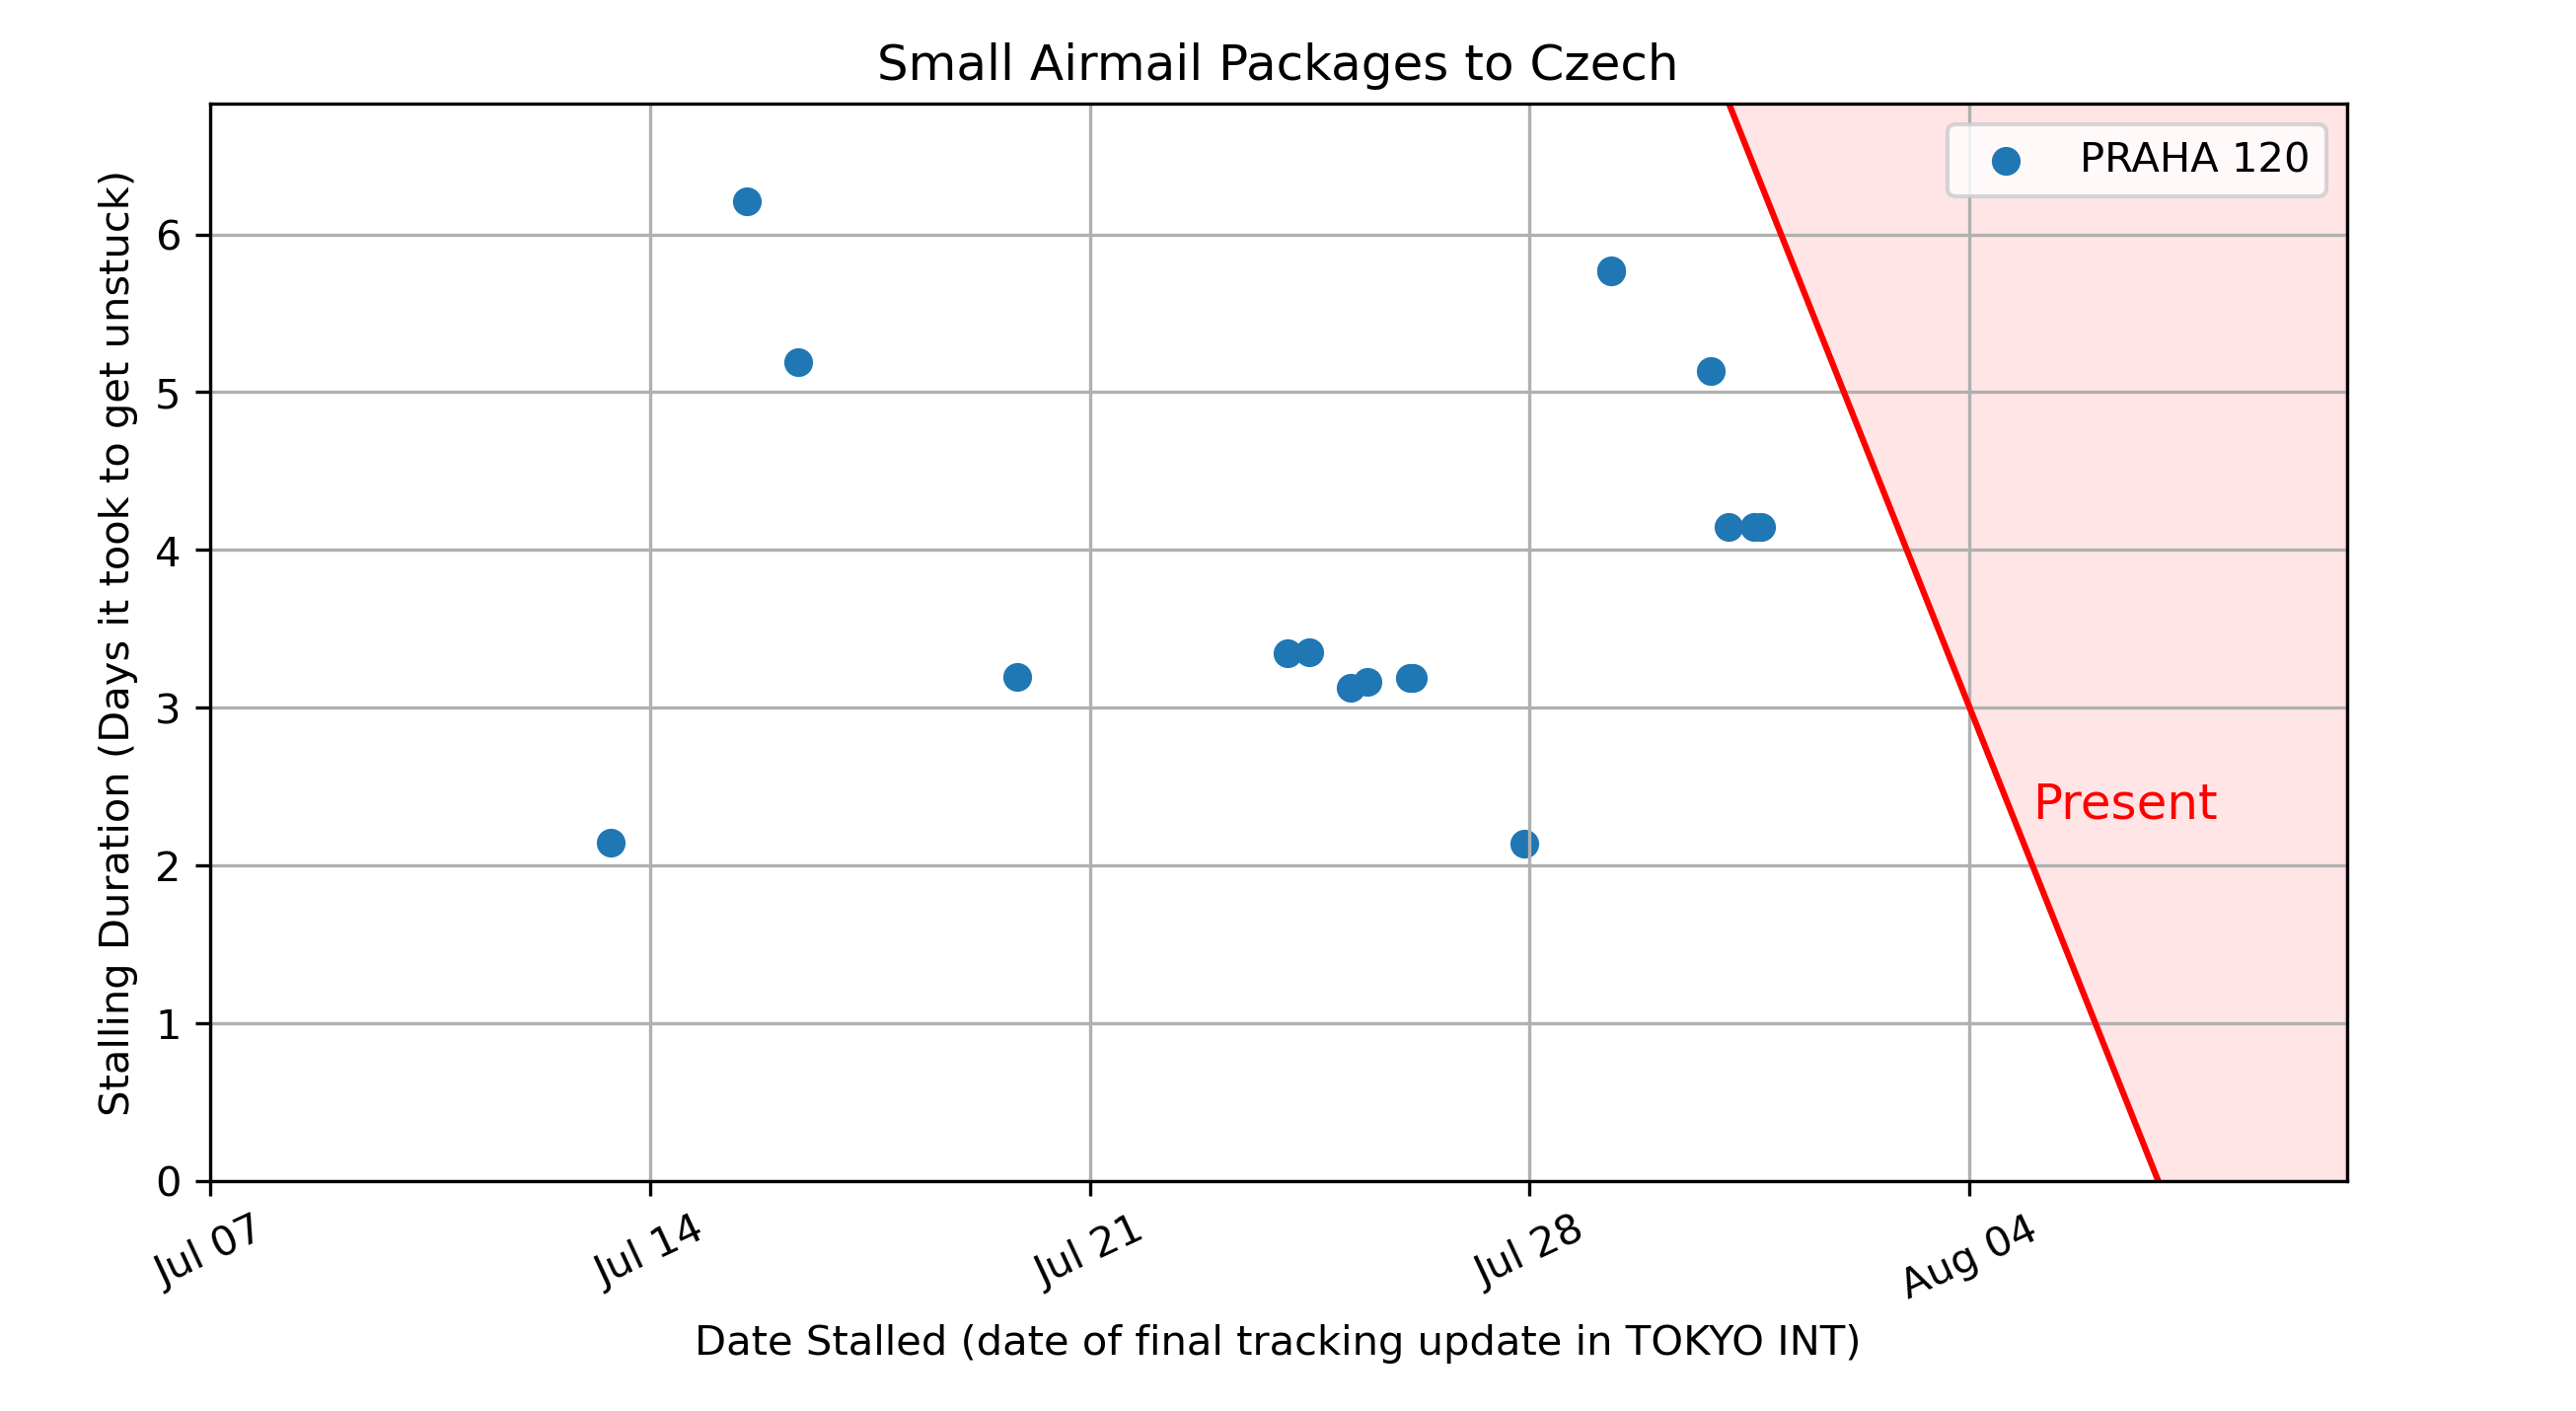 Small Airmail Packages to Czech
PRAHA 120
Stalling Duration (Days it took to get unstuck)
6
5
4
3
2
1
0
Present
Jul 07
Jul 14
Jul 21
Jul 28
Aug 04
Date Stalled (date of final tracking update in TOKYO INT)